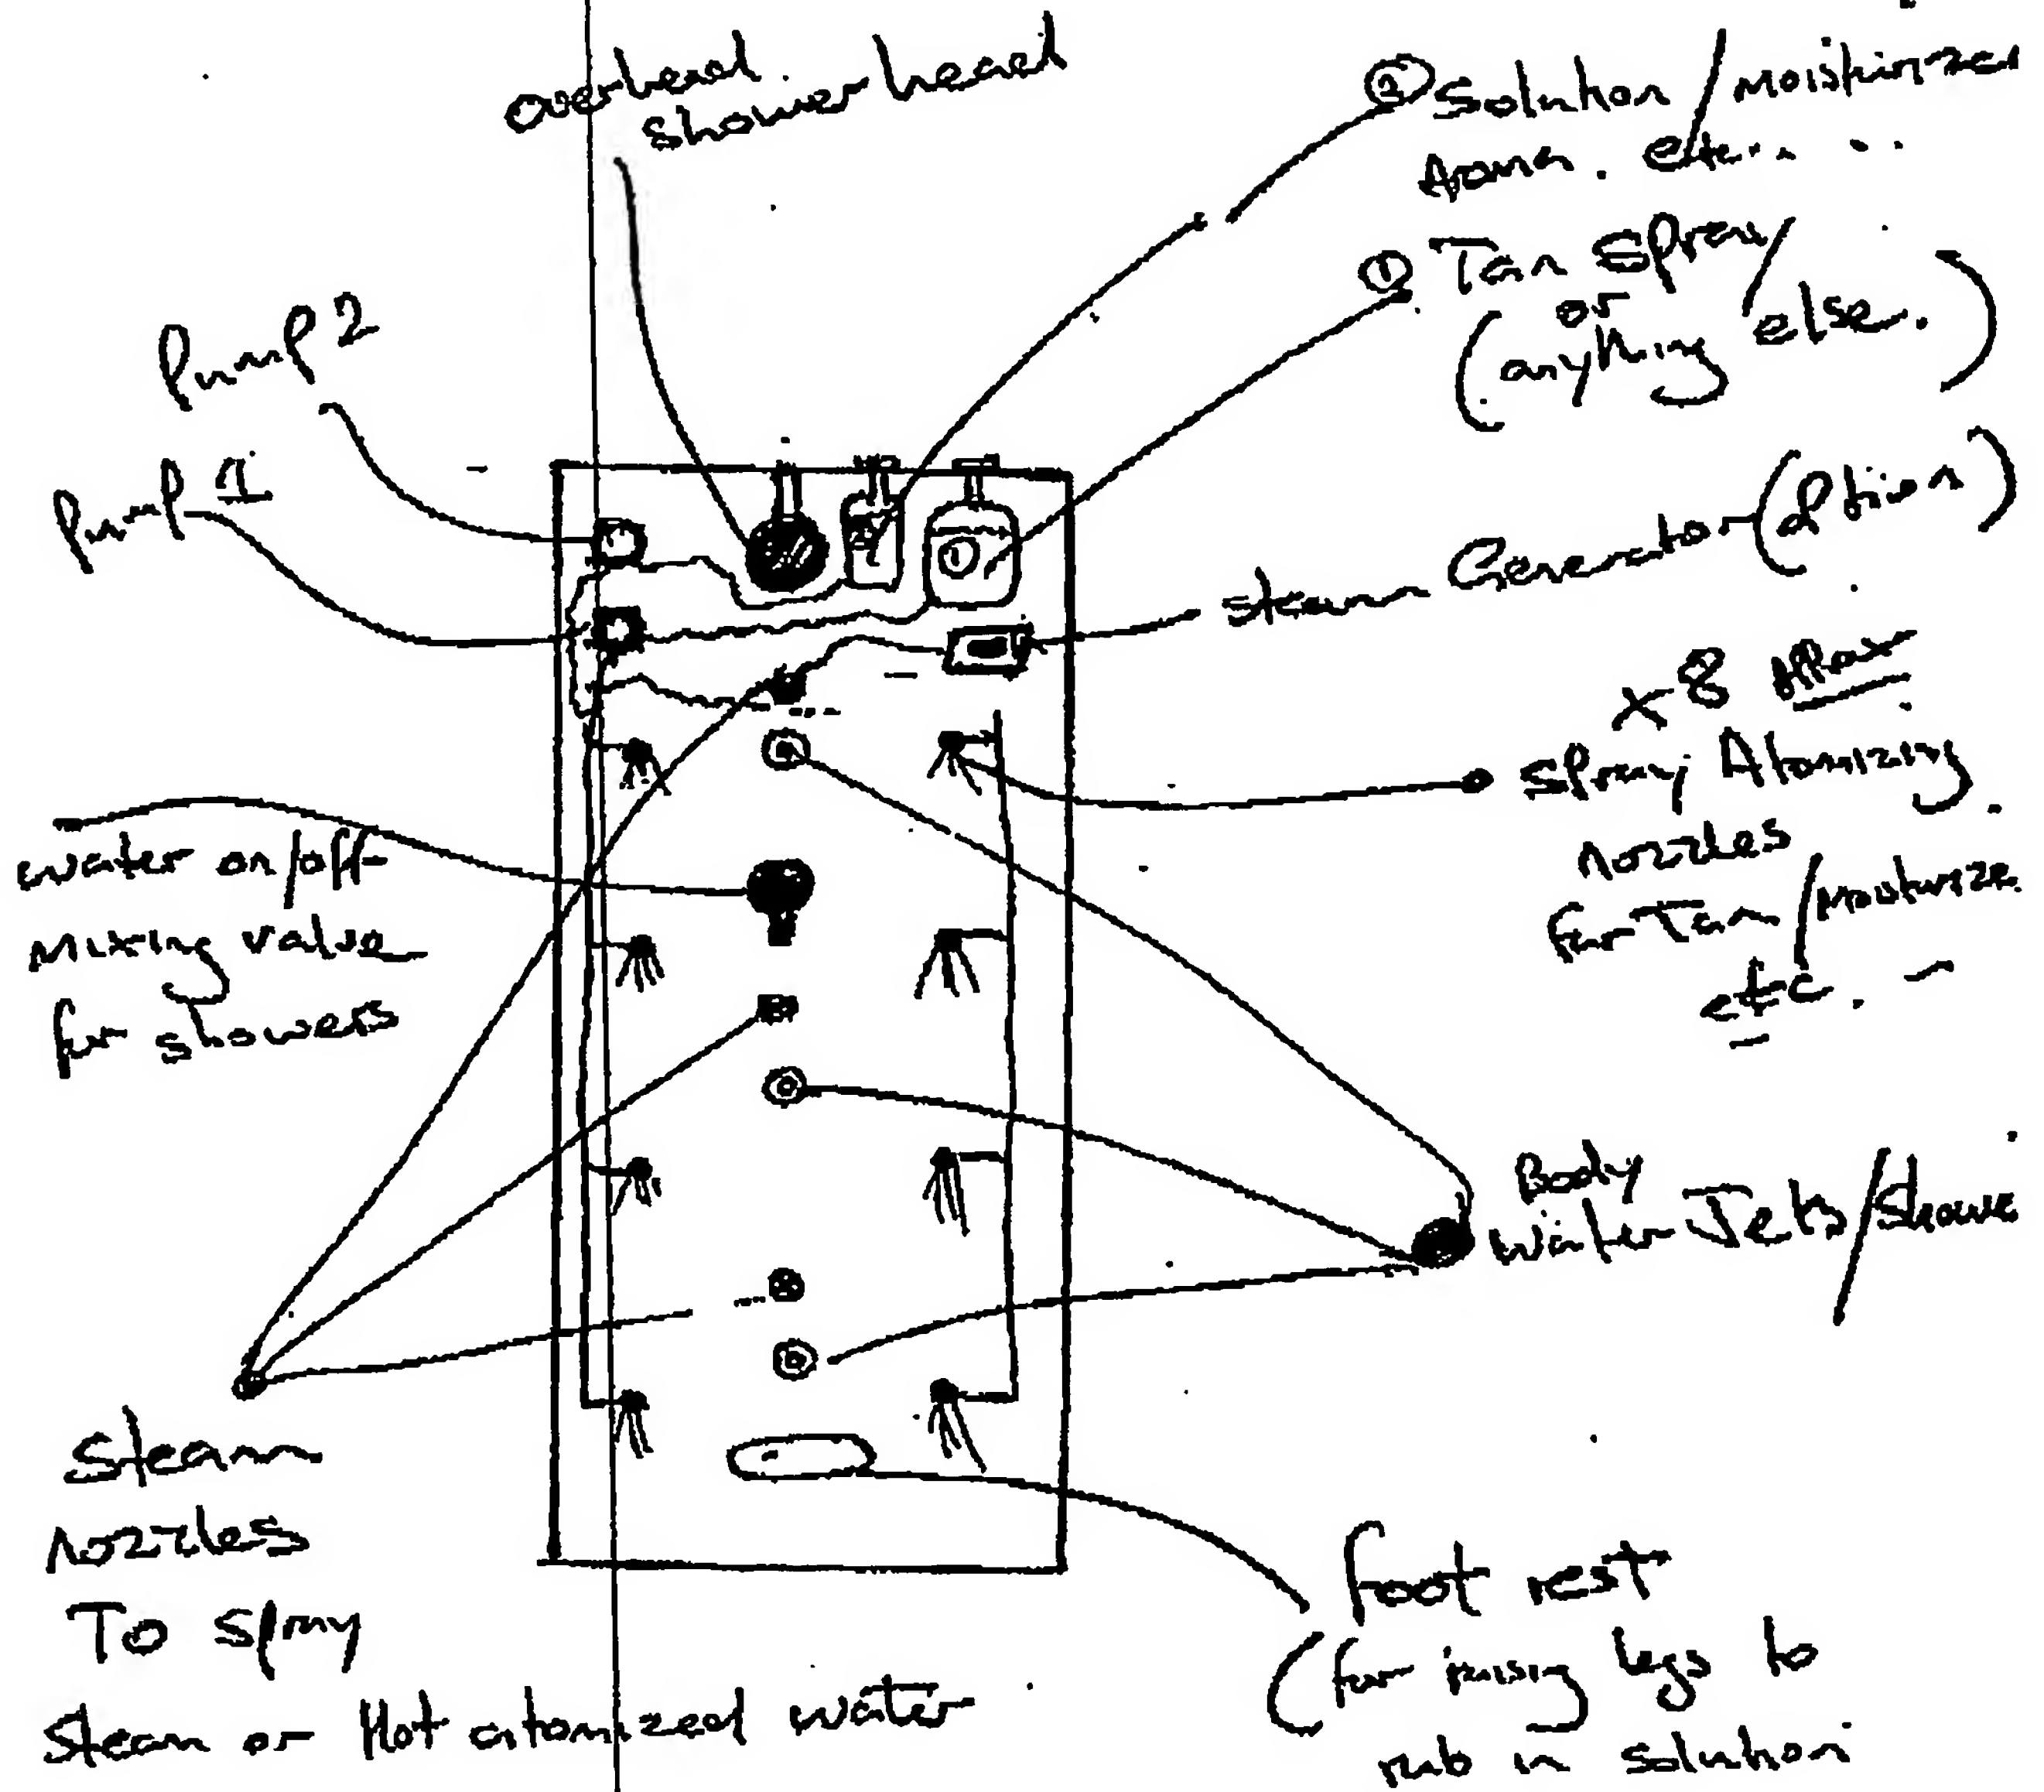 overhead
shower head
② Solution / Moisturizer
Aroma. etc...
① Tan Spray /
or
(anything else.)
Pump 2
Pump 1
①
steam Generator (Option)
x 8
Spray Atomizing
nozzles
for Tan / Moisturize
etc.
water on/off
mixing valve
for showers
Body
water Jets / Shower
Steam
nozzles
To spray
Steam or Hot atomized water
foot rest
(for raising legs to
rub in solution